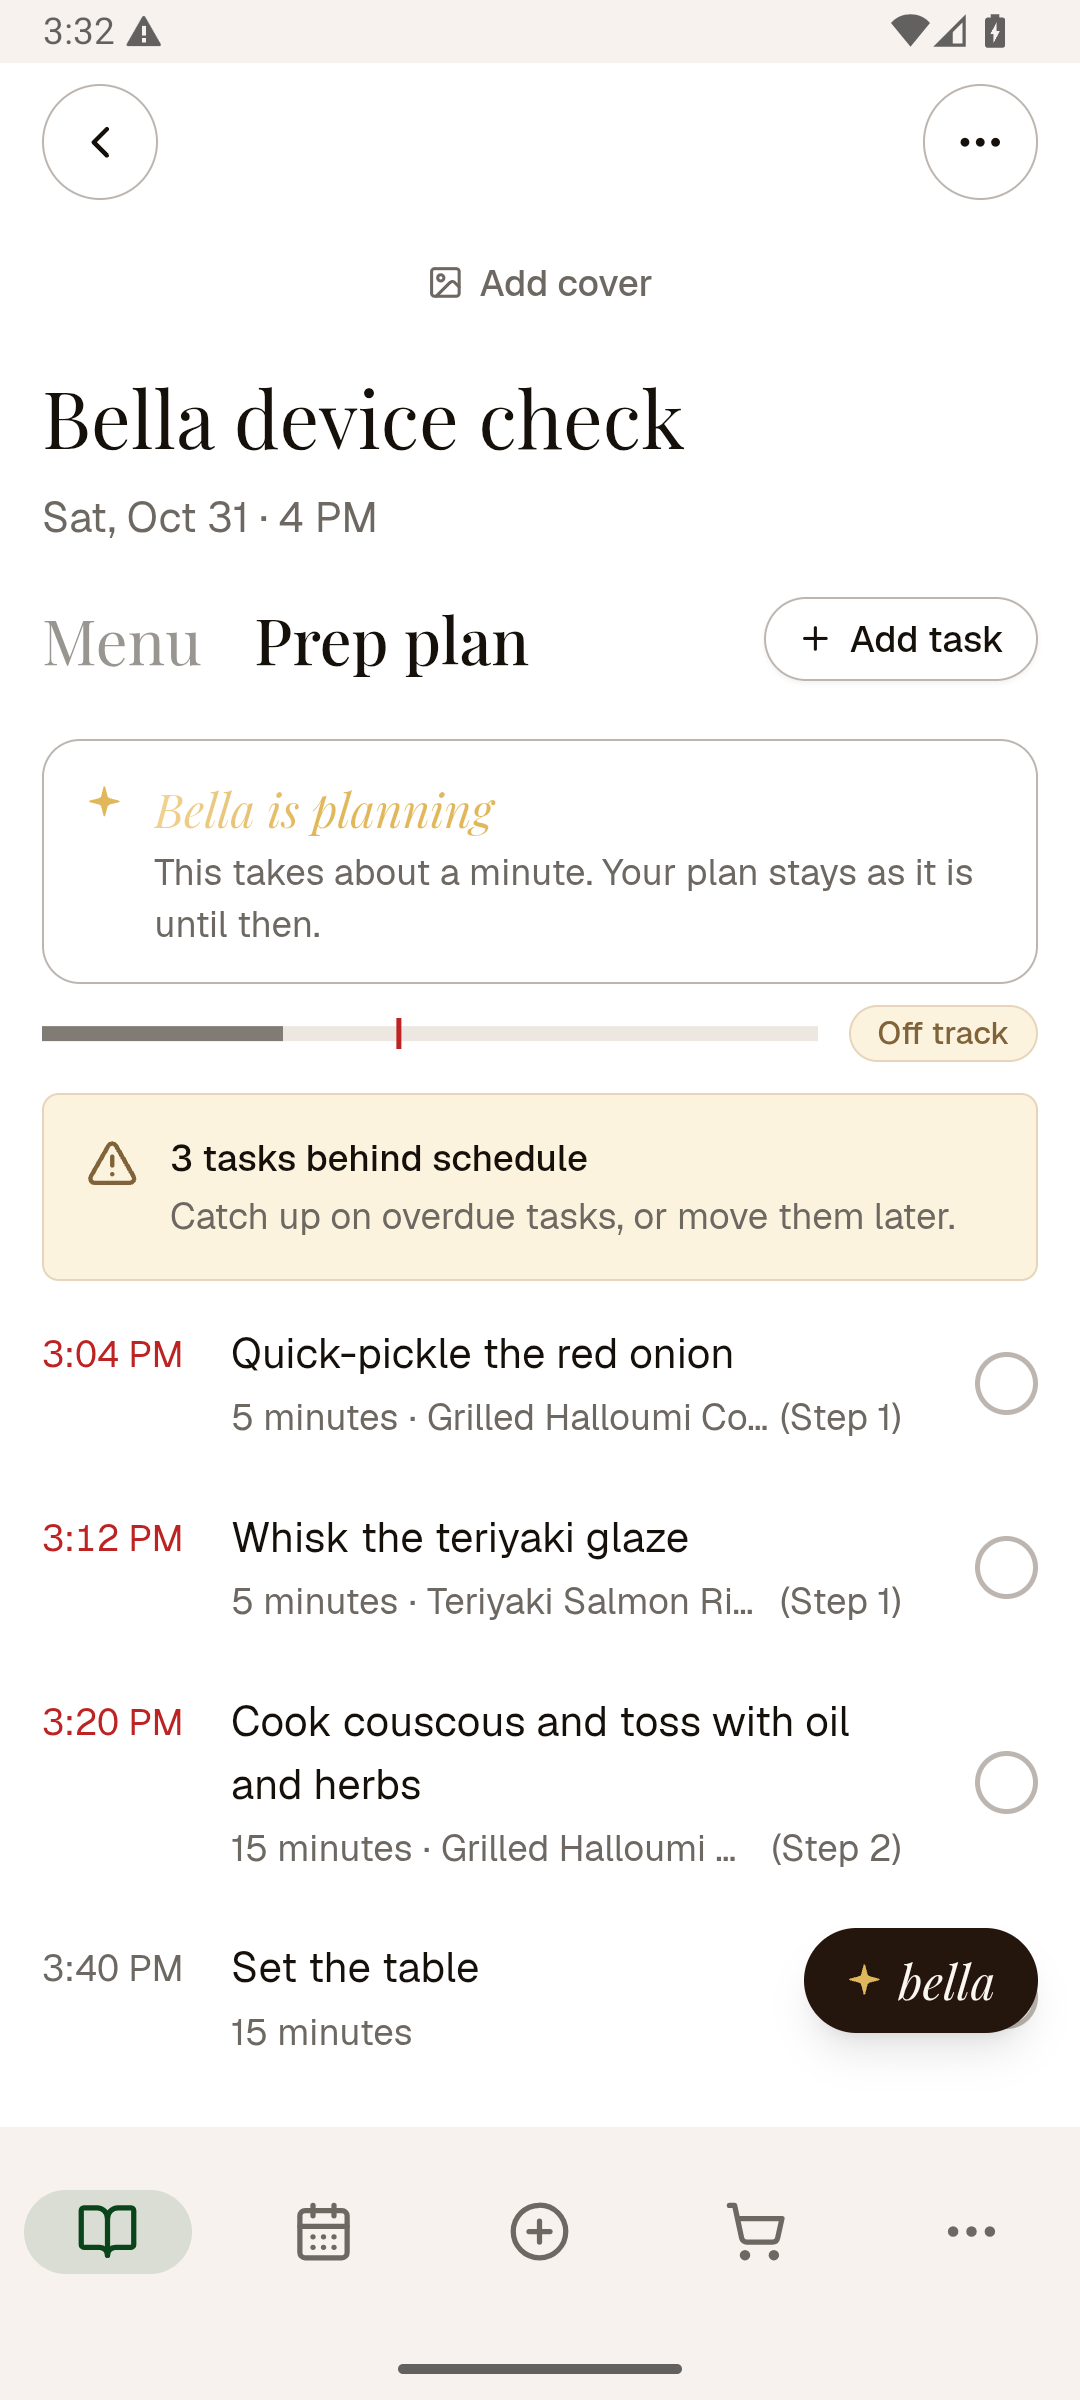 3:32
Add cover
Bella device check
Sat, Oct 31 · 4 PM
Menu Prep plan + Add task
Bella is planning
This takes about a minute. Your plan stays as it is
until then.
Off track
3 tasks behind schedule
Catch up on overdue tasks, or move them later.
3:04 PM Quick-pickle the red onion
5 minutes · Grilled Halloumi Co... (Step 1)
3:12 PM Whisk the teriyaki glaze
5 minutes · Teriyaki Salmon Ri... (Step 1)
3:20 PM Cook couscous and toss with oil
and herbs
15 minutes · Grilled Halloumi ... (Step 2)
3:40 PM Set the table
15 minutes
bella